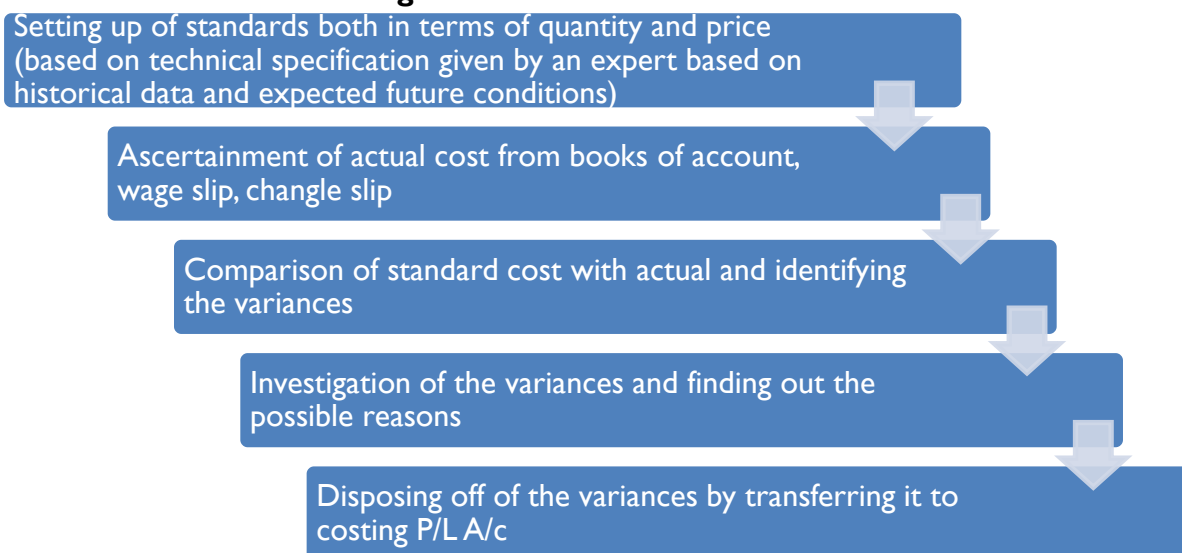 Setting up of standards both in terms of quantity and price
(based on technical specification given by an expert based on
historical data and expected future conditions)
Ascertainment of actual cost from books of account,
wage slip, changle slip
Comparison of standard cost with actual and identifying
the variances
Investigation of the variances and finding out the
possible reasons
Disposing off of the variances by transferring it to
costing P/L A/c